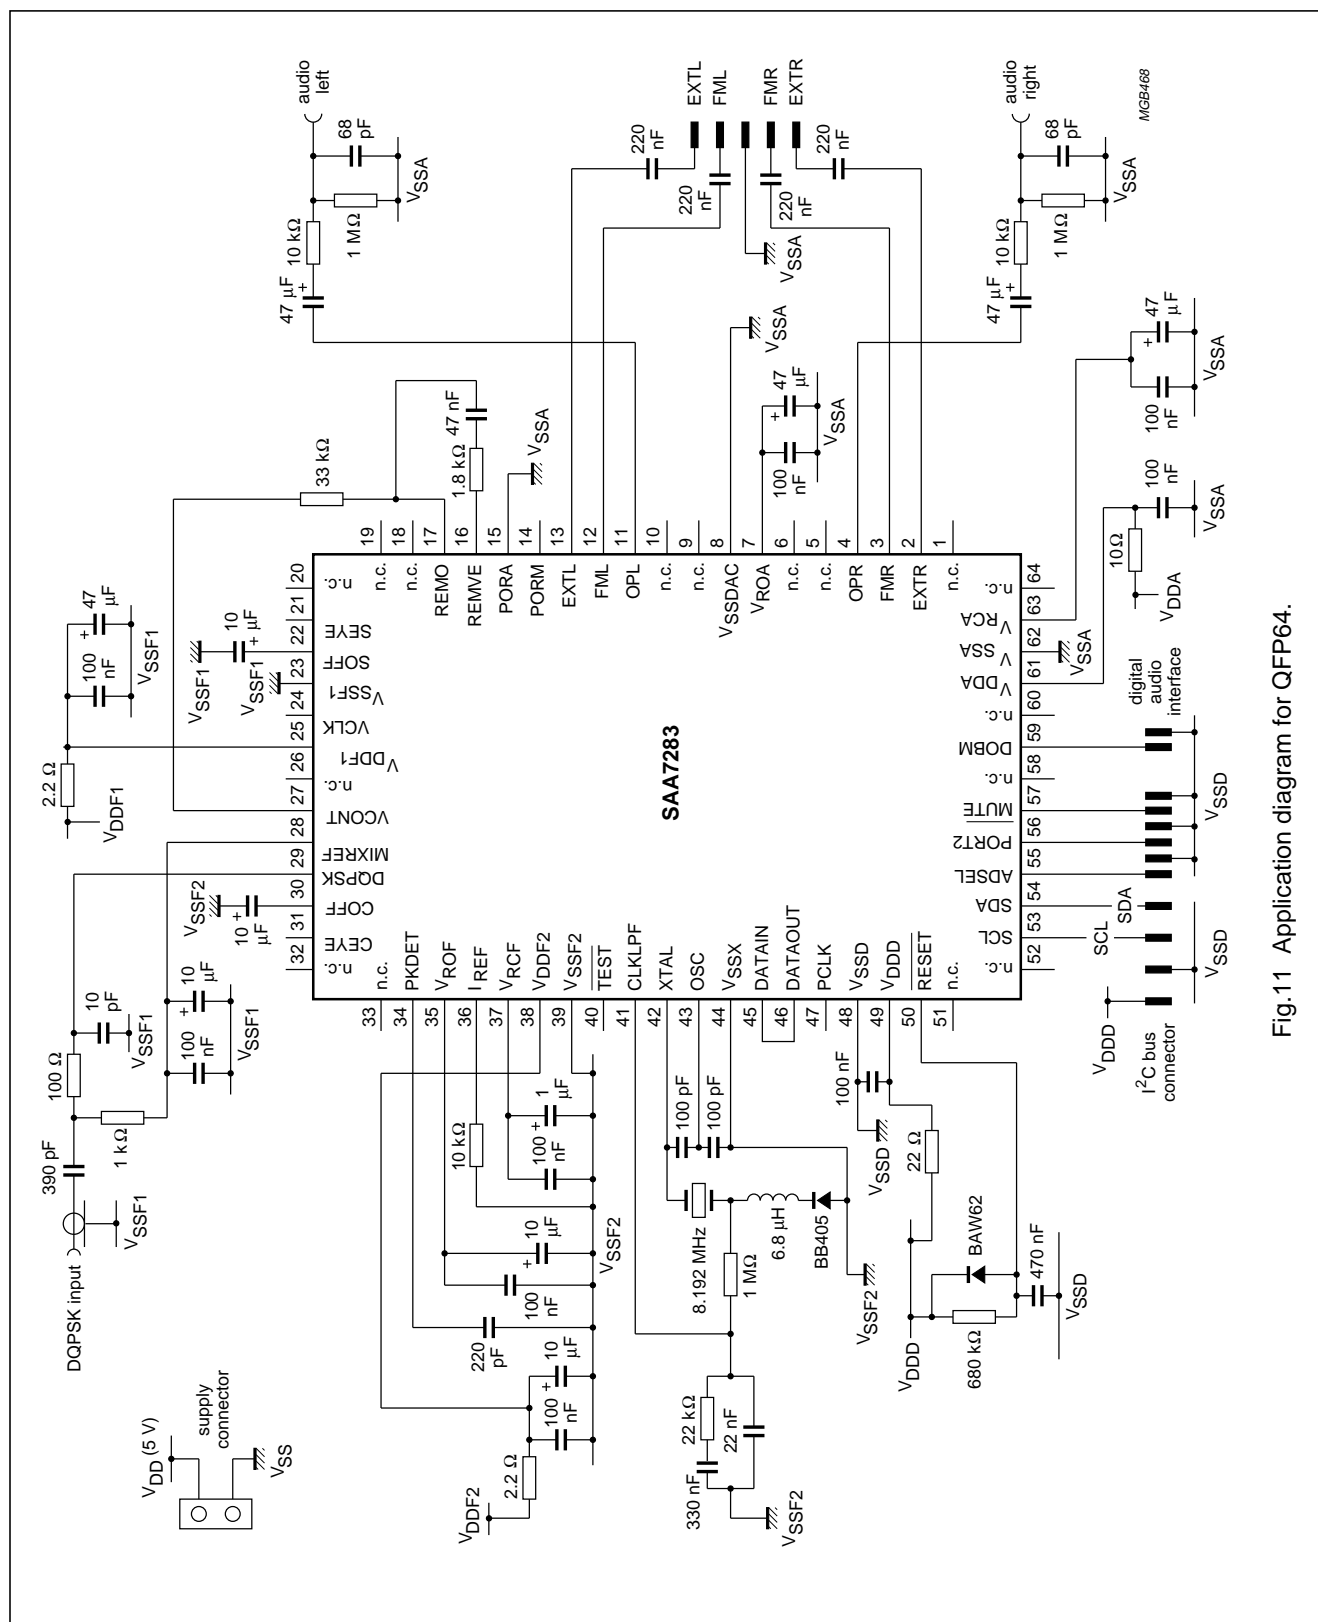 audio
left
68
pF
VSSA
10 kΩ
1 MΩ
47 μF
+
220
nF
EXTL
FML
220
nF
VSSA
FMR
EXTR
220
nF
220
nF
audio
right
68
pF
VSSA
10 kΩ
1 MΩ
47 μF
+
MGB468
33 kΩ
47 nF
1.8 kΩ
VSSA
VSSA
47
μF
+
100
nF
VSSA
47
μF
+
100
nF
VSSA
10Ω
100
nF
VSSA
VDDA
VSSA
19
18
17
16
15
14
13
12
11
10
9
8
7
6
5
4
3
2
1
n.c.
n.c.
REMO
REMVE
PORA
PORM
EXTL
FML
OPL
n.c.
n.c.
VSSDAC
VROA
n.c.
n.c.
OPR
FMR
EXTR
n.c.
20
21
22
23
24
25
26
27
28
29
30
31
32
n.c.
SEYE
SOFF
VSSF1
VCLK
VDDF1
n.c.
VCONT
MIXREF
DQPSK
COFF
CEYE
n.c.
64
63
62
61
60
59
58
57
56
55
54
53
52
n.c.
VRCA
VSSA
VDDA
n.c.
DOBM
n.c.
MUTE
PORT2
ADSEL
SDA
SCL
n.c.
SAA7283
n.c.
PKDET
VROF
IREF
VRCF
VDDF2
VSSF2
TEST
CLKLPF
XTAL
OSC
VSSX
DATAIN
DATAOUT
PCLK
VSSD
VDDD
RESET
n.c.
33
34
35
36
37
38
39
40
41
42
43
44
45
46
47
48
49
50
51
47
μF
+
100
nF
VSSF1
2.2 Ω
VDDF1
10
μF
+
VSSF1
VSSF1
VSSF2
10
μF
+
10
pF
VSSF1
100 Ω
10
μF
+
100
nF
VSSF1
1 kΩ
390 pF
VSSF1
DQPSK input
VDD (5 V)
supply
connector
VSS
1
μF
+
100
nF
10 kΩ
10
μF
+
100
nF
VSSF2
220
pF
10
μF
+
100
nF
2.2 Ω
VDDF2
100 pF
100 pF
8.192 MHz
6.8 μH
BB405
1 MΩ
VSSF2
22 kΩ
22 nF
330 nF
VSSF2
100 nF
VSSD
22 Ω
BAW62
VDDD
680 kΩ
470 nF
VSSD
digital
audio
interface
VSSD
SDA
SCL
VSSD
VDDD
I2C bus
connector
Fig.11 Application diagram for QFP64.